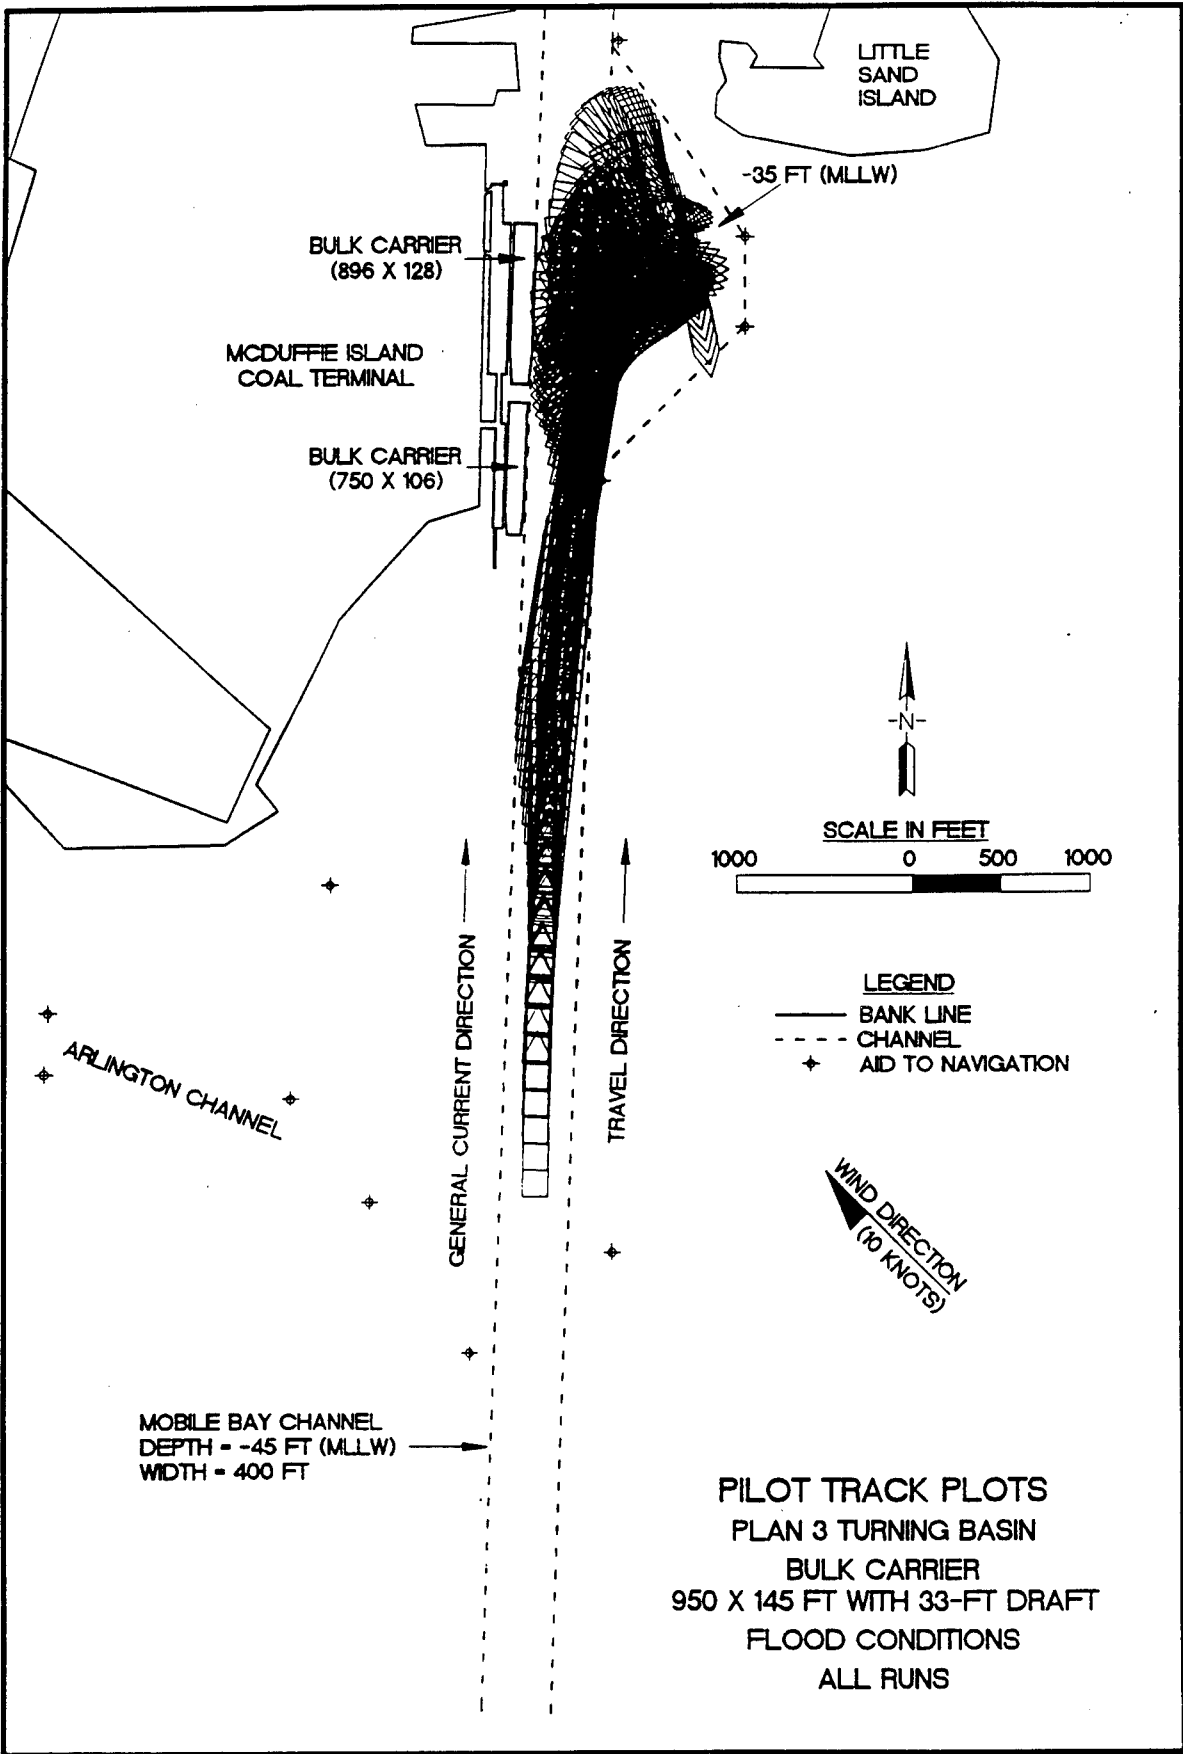 LITTLE
SAND
ISLAND
-35 FT (MLLW)
BULK CARRIER
(896 X 128)
MCDUFFIE ISLAND
COAL TERMINAL
BULK CARRIER
(750 X 106)
-N-
SCALE IN FEET
1000 0 500 1000
GENERAL CURRENT DIRECTION
TRAVEL DIRECTION
LEGEND
BANK LINE
CHANNEL
AID TO NAVIGATION
ARLINGTON CHANNEL
WIND DIRECTION
(10 KNOTS)
MOBILE BAY CHANNEL
DEPTH = -45 FT (MLLW)
WIDTH = 400 FT
PILOT TRACK PLOTS
PLAN 3 TURNING BASIN
BULK CARRIER
950 X 145 FT WITH 33-FT DRAFT
FLOOD CONDITIONS
ALL RUNS